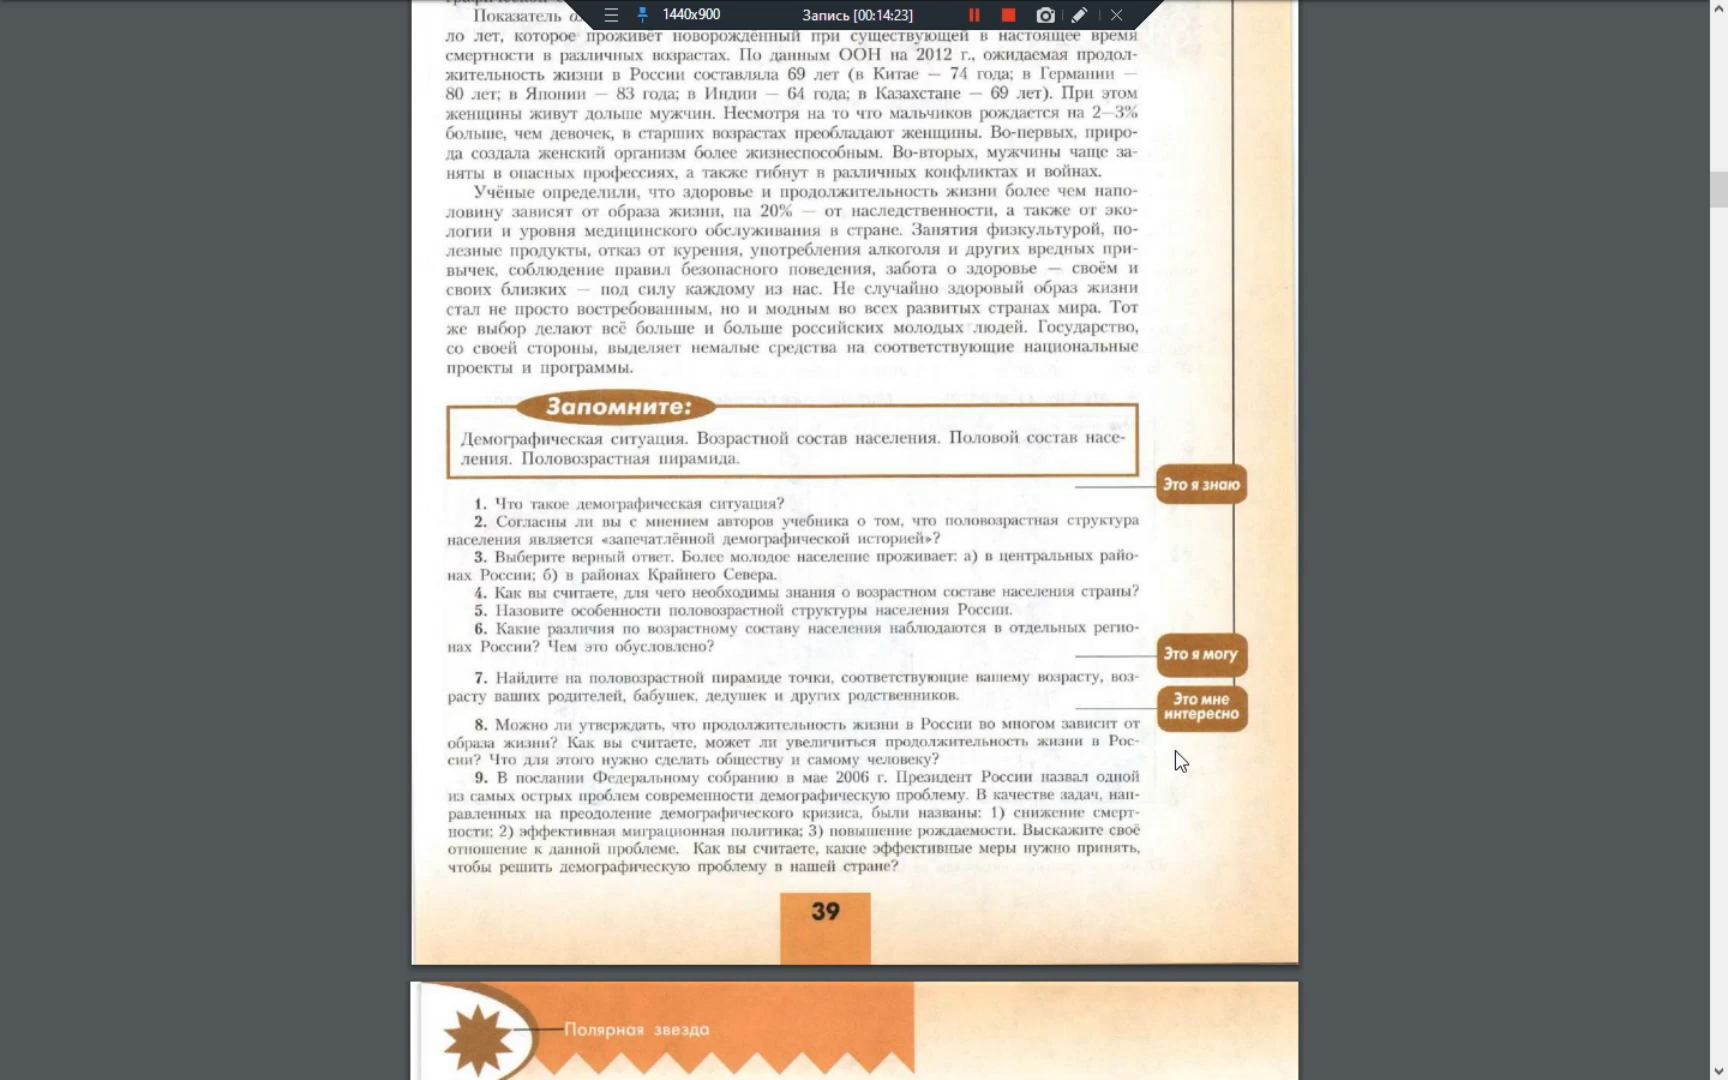 1440x900
Запись [00:14:23]
Показатель
ло лет, которое проживёт новорождённый при существующей в настоящее время
смертности в различных возрастах. По данным ООН на 2012 г., ожидаемая продол-
жительность жизни в России составляла 69 лет (в Китае — 74 года; в Германии —
80 лет; в Японии — 83 года; в Индии — 64 года; в Казахстане — 69 лет). При этом
женщины живут дольше мужчин. Несмотря на то что мальчиков рождается на 2—3%
больше, чем девочек, в старших возрастах преобладают женщины. Во-первых, приро-
да создала женский организм более жизнеспособным. Во-вторых, мужчины чаще за-
няты в опасных профессиях, а также гибнут в различных конфликтах и войнах.
Учёные определили, что здоровье и продолжительность жизни более чем напо-
ловину зависят от образа жизни, на 20% — от наследственности, а также от эко-
логии и уровня медицинского обслуживания в стране. Занятия физкультурой, по-
лезные продукты, отказ от курения, употребления алкоголя и других вредных при-
вычек, соблюдение правил безопасного поведения, забота о здоровье — своём и
своих близких — под силу каждому из нас. Не случайно здоровый образ жизни
стал не просто востребованным, но и модным во всех развитых странах мира. Тот
же выбор делают всё больше и больше российских молодых людей. Государство,
со своей стороны, выделяет немалые средства на соответствующие национальные
проекты и программы.
Запомните:
Демографическая ситуация. Возрастной состав населения. Половой состав насе-
ления. Половозрастная пирамида.
Это я знаю
1. Что такое демографическая ситуация?
2. Согласны ли вы с мнением авторов учебника о том, что половозрастная структура
населения является «запечатлённой демографической историей»?
3. Выберите верный ответ. Более молодое население проживает: а) в центральных райо-
нах России; б) в районах Крайнего Севера.
4. Как вы считаете, для чего необходимы знания о возрастном составе населения страны?
5. Назовите особенности половозрастной структуры населения России.
6. Какие различия по возрастному составу населения наблюдаются в отдельных регио-
нах России? Чем это обусловлено?
Это я могу
7. Найдите на половозрастной пирамиде точки, соответствующие вашему возрасту, воз-
расту ваших родителей, бабушек, дедушек и других родственников.
Это мне
интересно
8. Можно ли утверждать, что продолжительность жизни в России во многом зависит от
образа жизни? Как вы считаете, может ли увеличиться продолжительность жизни в Рос-
сии? Что для этого нужно сделать обществу и самому человеку?
9. В послании Федеральному собранию в мае 2006 г. Президент России назвал одной
из самых острых проблем современности демографическую проблему. В качестве задач, нап-
равленных на преодоление демографического кризиса, были названы: 1) снижение смерт-
ности; 2) эффективная миграционная политика; 3) повышение рождаемости. Выскажите своё
отношение к данной проблеме. Как вы считаете, какие эффективные меры нужно принять,
чтобы решить демографическую проблему в нашей стране?
39
Полярная звезда